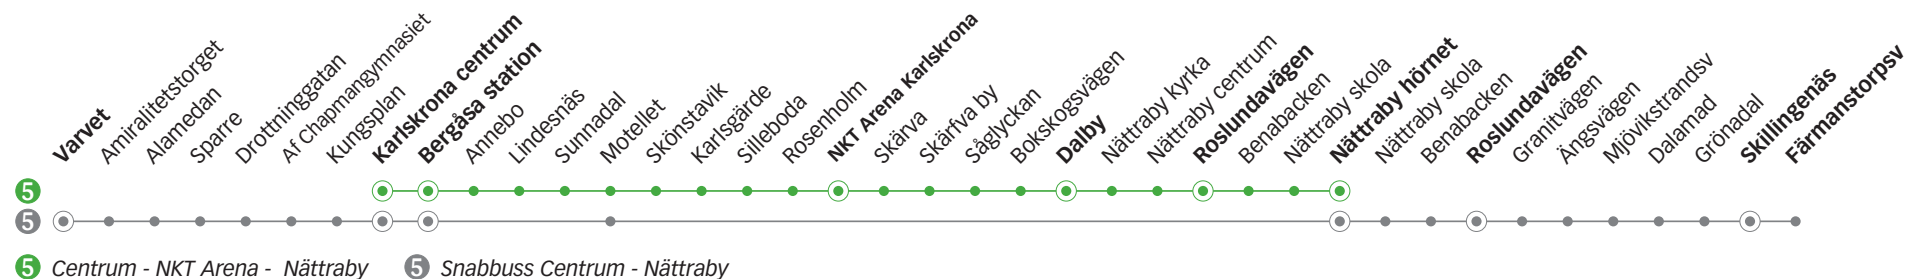 Varvet
Amiralitetstorget
Alamedan
Sparre
Drottninggatan
Af Chapmangymnasiet
Kungsplan
Karlskrona centrum
Bergåsa station
Annebo
Lindesnäs
Sunnadal
Motellet
Skönstavik
Karlsgärde
Silleboda
Rosenholm
NKT Arena Karlskrona
Skärva
Skärfva by
Såglyckan
Bokskogsvägen
Dalby
Nättraby kyrka
Nättraby centrum
Roslundavägen
Benabacken
Nättraby skola
Nättraby hörnet
Nättraby skola
Benabacken
Roslundavägen
Granitvägen
Ängsvägen
Mjövikstrandsv
Dalamad
Grönadal
Skillingenäs
Färmanstorpsv
5
5
5 Centrum - NKT Arena - Nättraby 5 Snabbuss Centrum - Nättraby